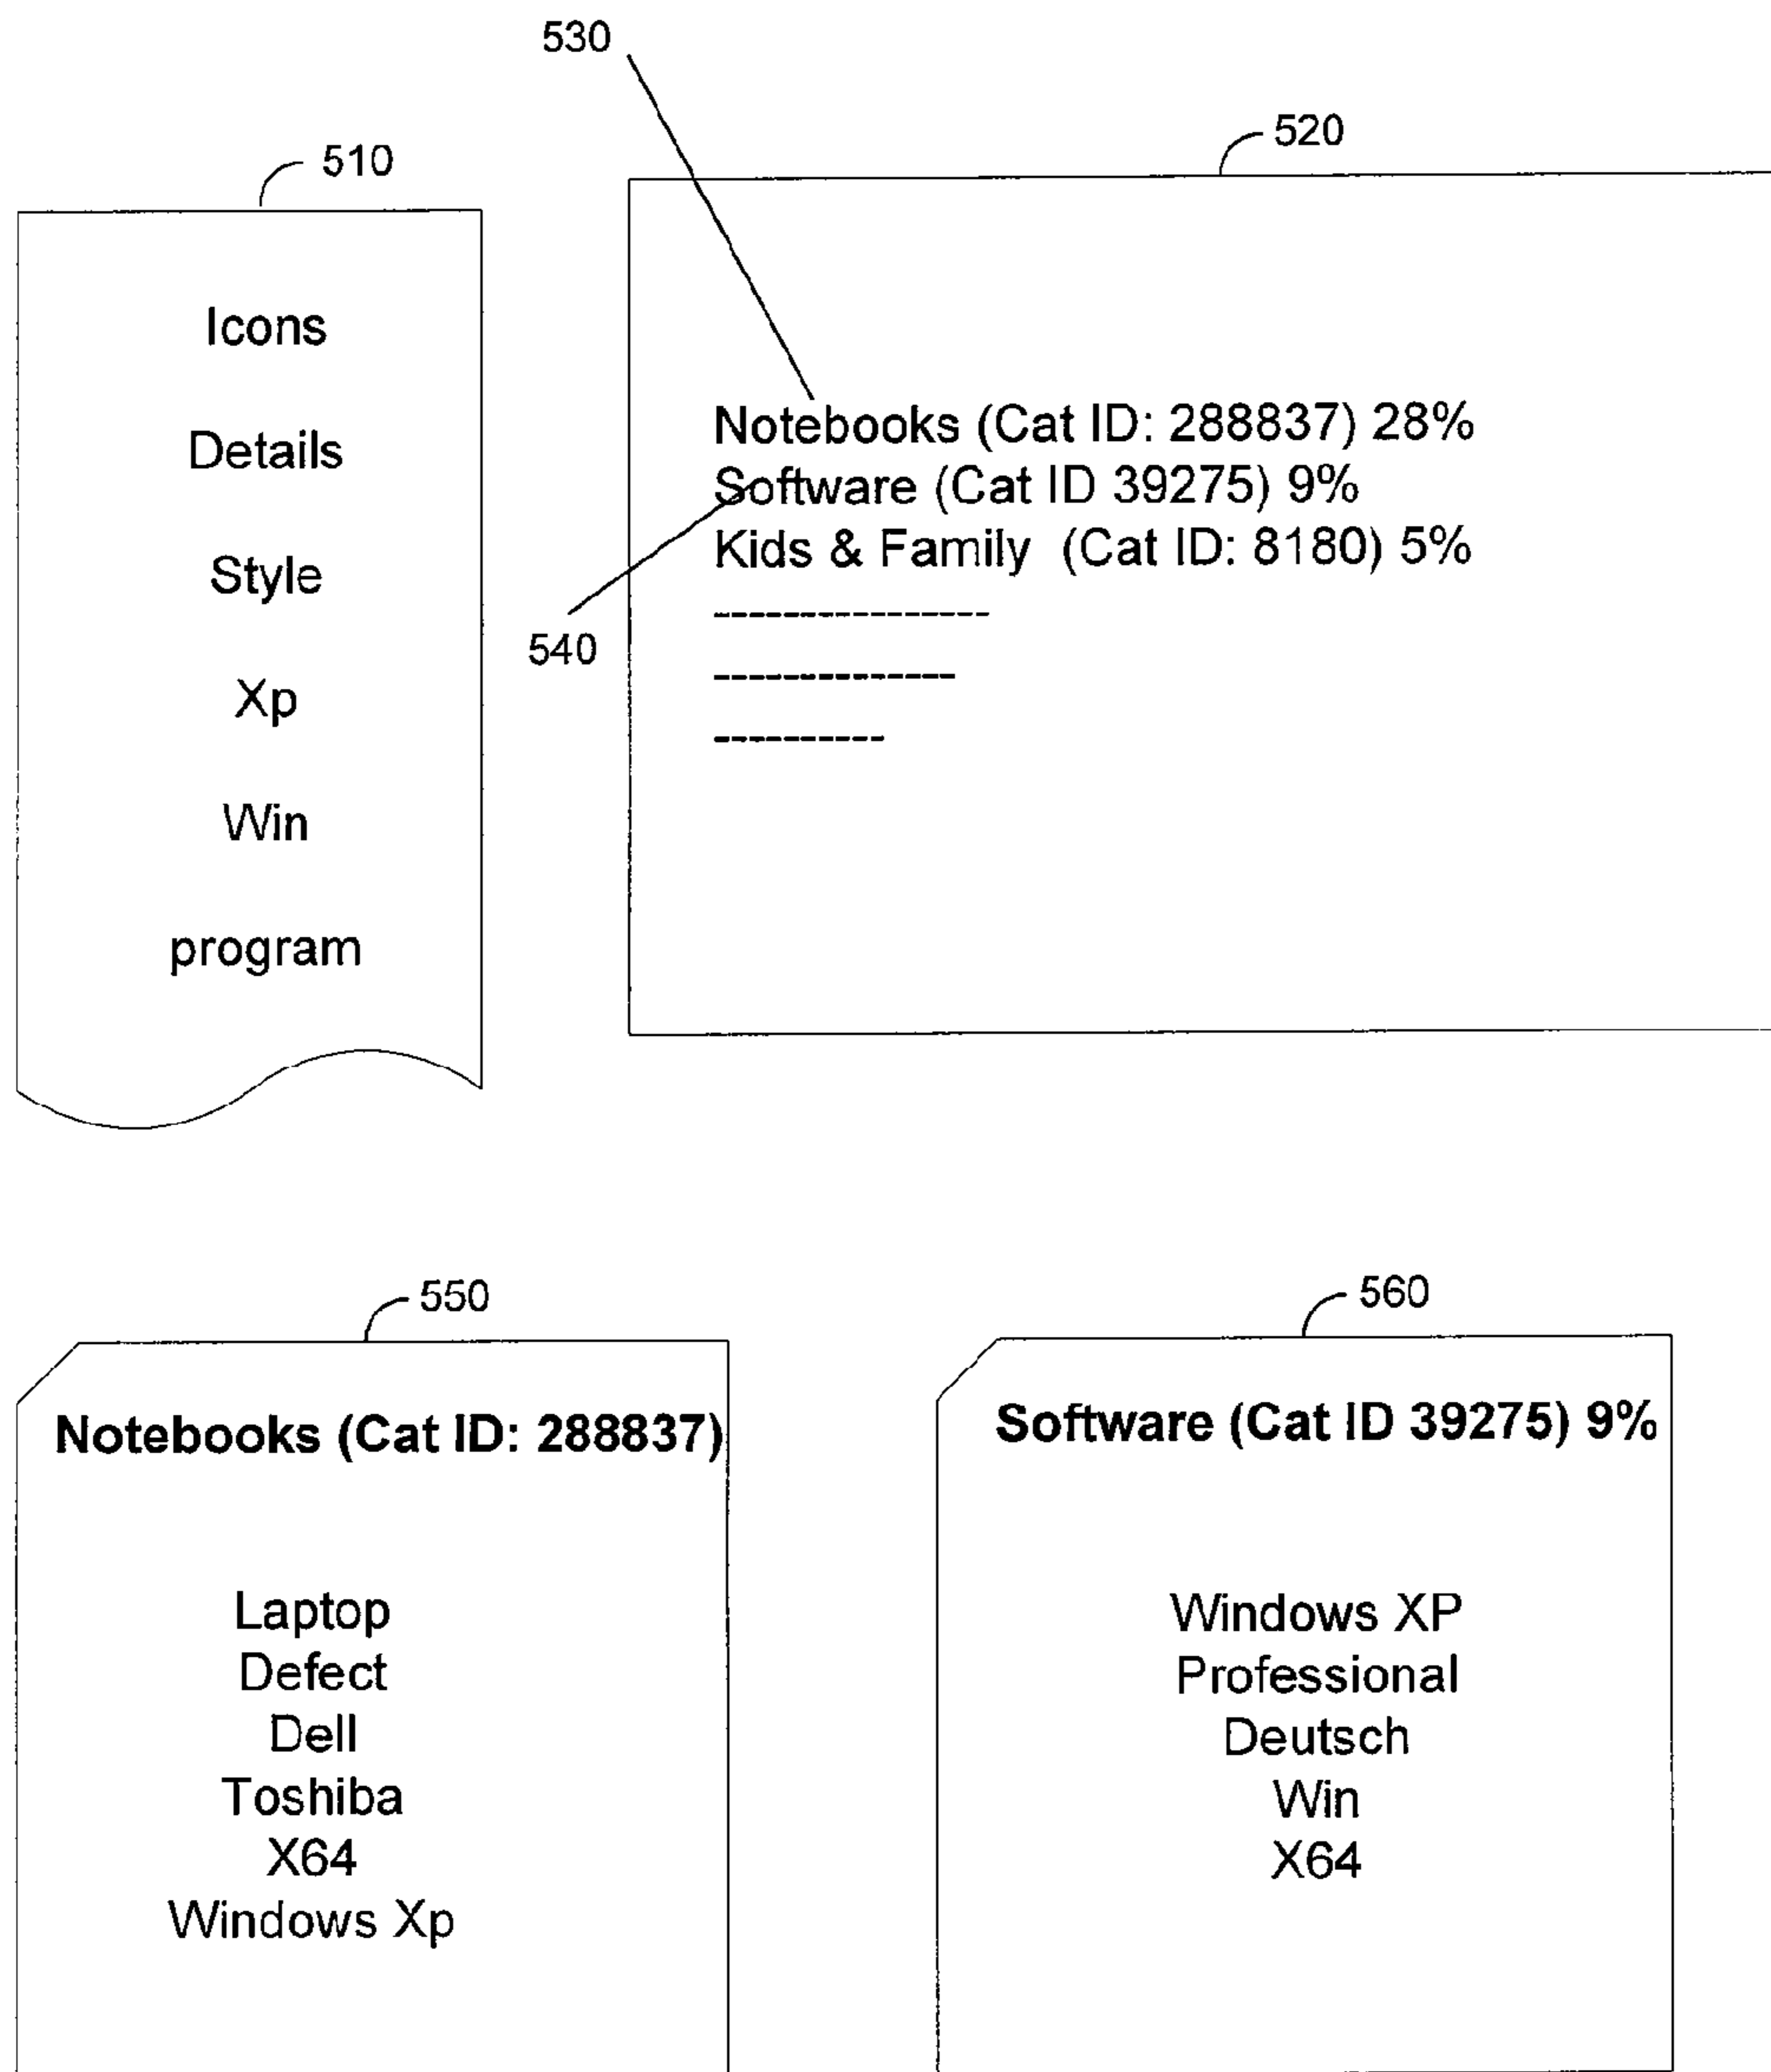 530
520
510
Icons
Details
Style
Xp
Win
program
Notebooks (Cat ID: 288837) 28%
Software (Cat ID 39275) 9%
Kids & Family (Cat ID: 8180) 5%
----------------
--------------
----------
540
550
Notebooks (Cat ID: 288837)
Laptop
Defect
Dell
Toshiba
X64
Windows Xp
560
Software (Cat ID 39275) 9%
Windows XP
Professional
Deutsch
Win
X64